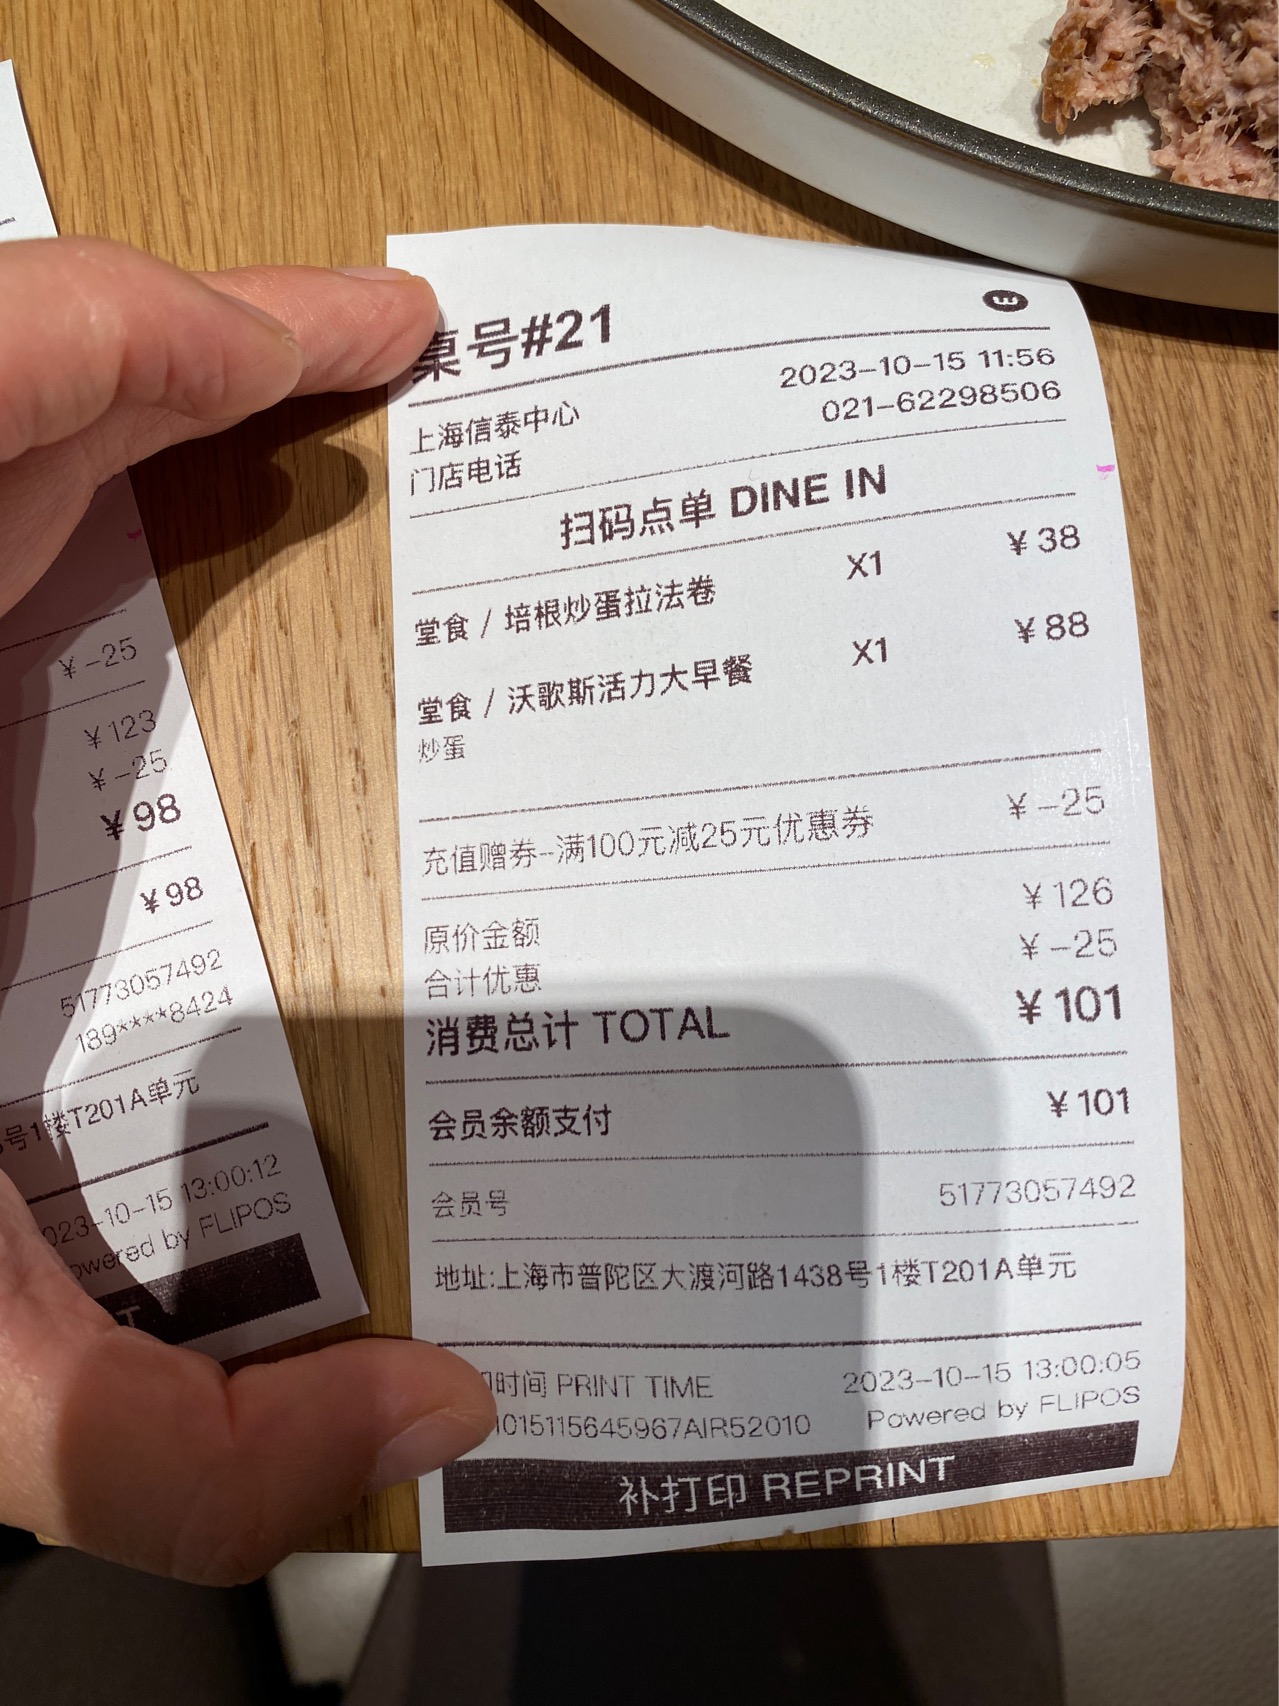 桌号#21
上海信泰中心 2023-10-15 11:56
门店电话 021-62298506
扫码点单 DINE IN
堂食 / 培根炒蛋拉法卷 X1 ¥38
堂食 / 沃歌斯活力大早餐 X1 ¥88
炒蛋
充值赠券-满100元减25元优惠券 ¥-25
原价金额 ¥126
合计优惠 ¥-25
消费总计 TOTAL ¥101
会员余额支付 ¥101
会员号 51773057492
地址:上海市普陀区大渡河路1438号1楼T201A单元
时间 PRINT TIME 2023-10-15 13:00:05
1015115645967AIR52010 Powered by FLIPOS
补打印 REPRINT
¥-25
¥123
¥-25
¥98
¥98
51773057492
189****8424
号1楼T201A单元
023-10-15 13:00:12
owered by FLIPOS
T